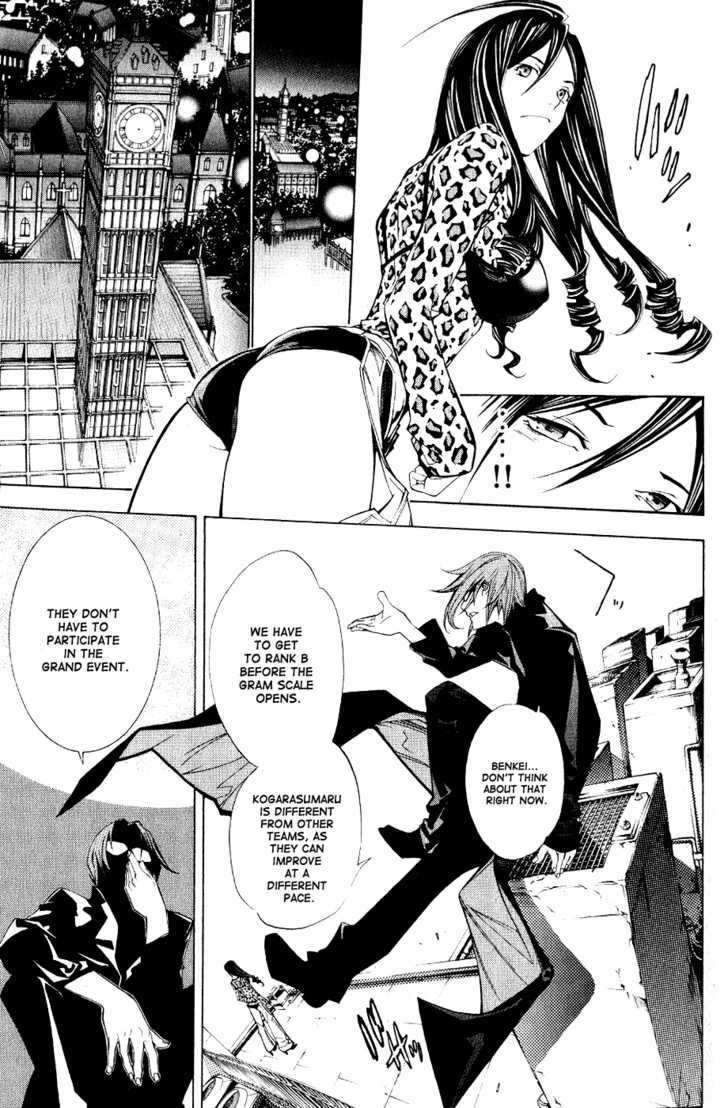 ...!!
BENKEI...
DON'T THINK
ABOUT THAT
RIGHT NOW.
WE HAVE
TO GET
TO RANK B
BEFORE THE
GRAM SCALE
OPENS.
KOGARASUMARU
IS DIFFERENT
FROM OTHER
TEAMS, AS
THEY CAN
IMPROVE
AT A
DIFFERENT
PACE.
THEY DON'T
HAVE TO
PARTICIPATE
IN THE
GRAND EVENT.